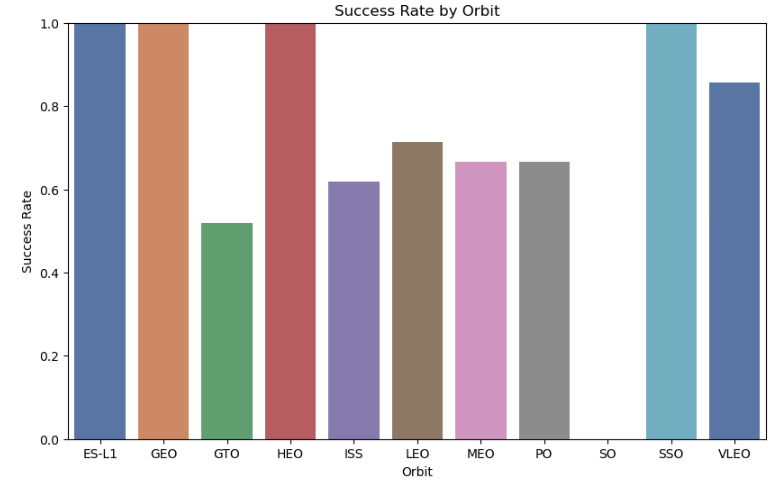 Success Rate by Orbit
Success Rate
1.0
0.8
0.6
0.4
0.2
0.0
ES-L1 GEO GTO HEO ISS LEO MEO PO SO SSO VLEO
Orbit